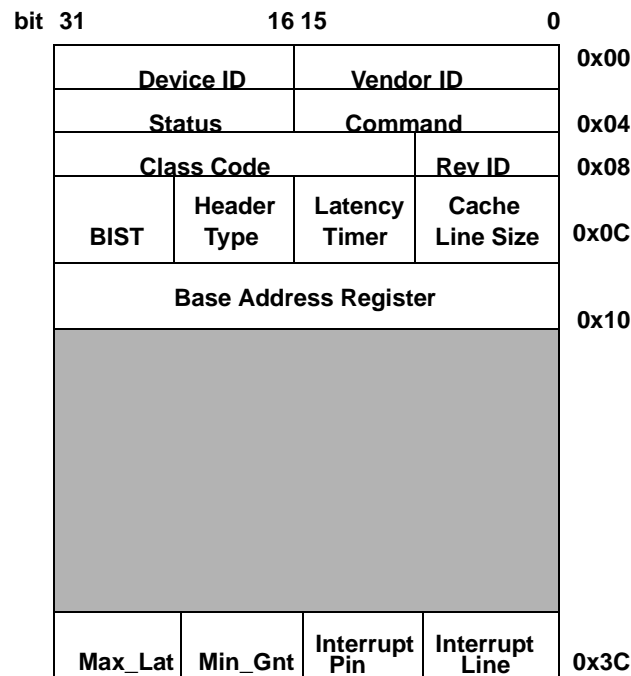 bit 31 16 15 0
0x00
Device ID Vendor ID
Status Command 0x04
Class Code Rev ID 0x08
Header Latency Cache
BIST Type Timer Line Size 0x0C
Base Address Register
0x10
Interrupt Interrupt
Max_Lat Min_Gnt Pin Line 0x3C